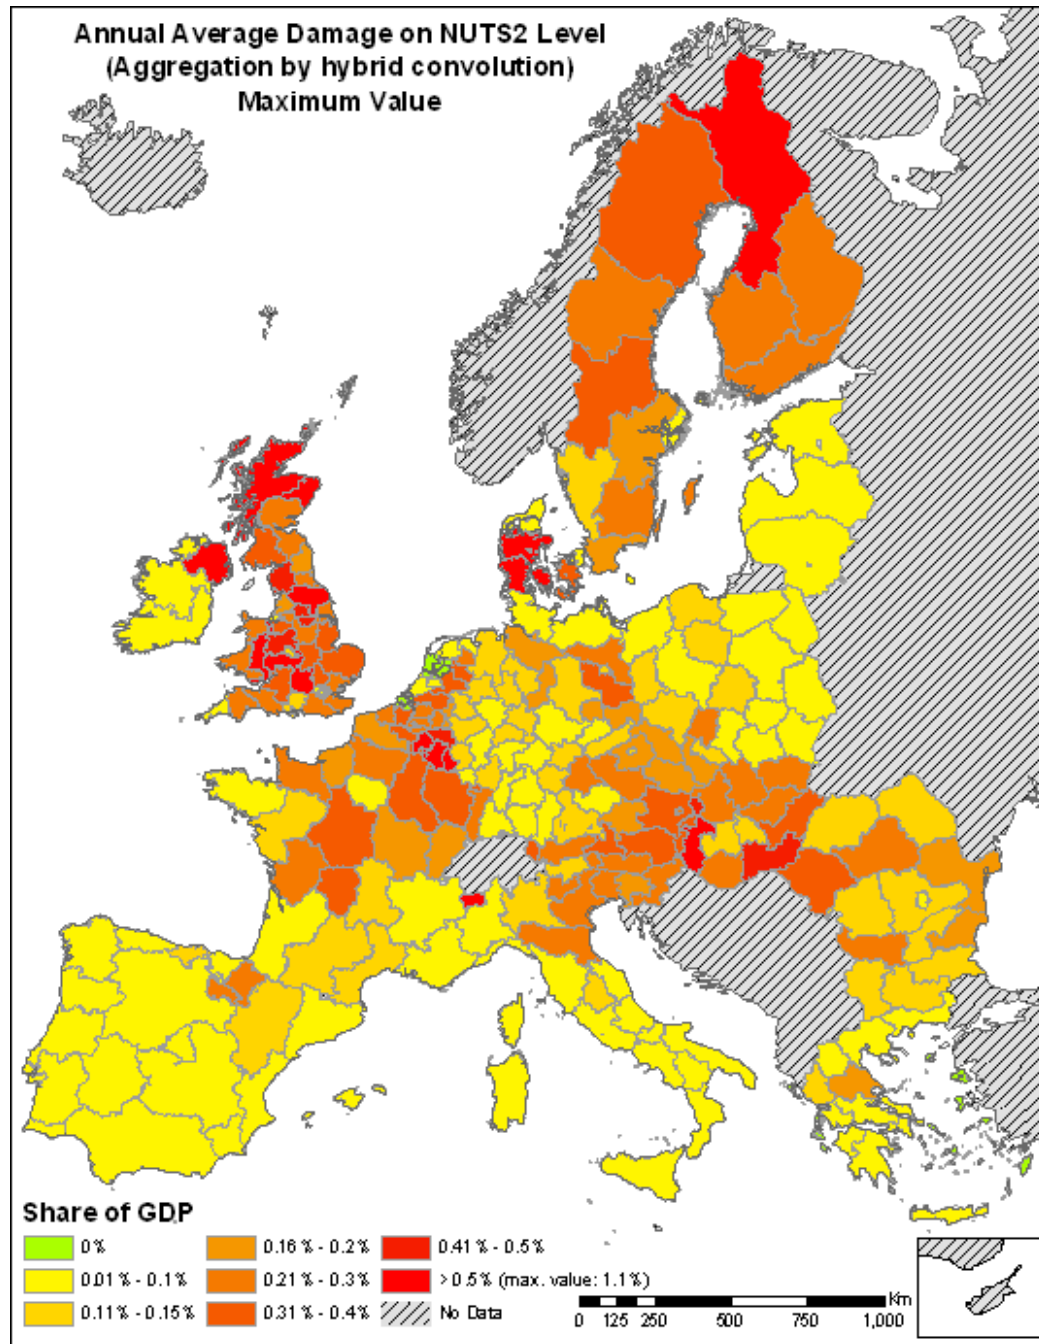 Annual Average Damage on NUTS2 Level
(Aggregation by hybrid convolution)
Maximum Value
Share of GDP
0%
0.16% - 0.2%
0.41% - 0.5%
0.01% - 0.1%
0.21% - 0.3%
>0.5% (max. value: 1.1%)
0.11% - 0.15%
0.31% - 0.4%
No Data
Km
0 125 250 500 750 1,000